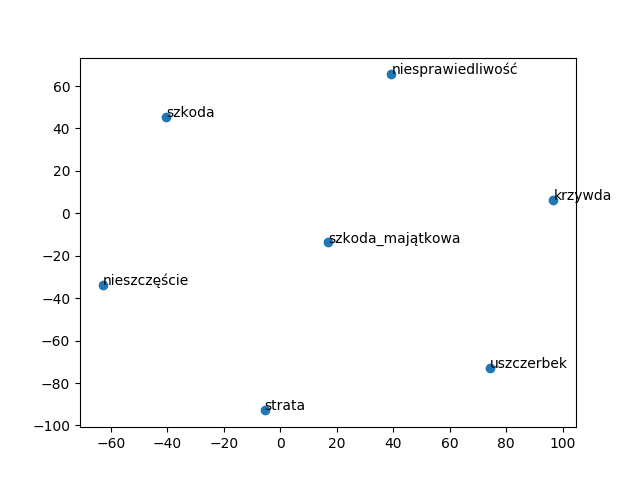 niesprawiedliwość
60
szkoda
40
20
krzywda
0
szkoda_majątkowa
−20
nieszczęście
−40
−60
uszczerbek
−80
strata
−100
−60 −40 −20 0 20 40 60 80 100